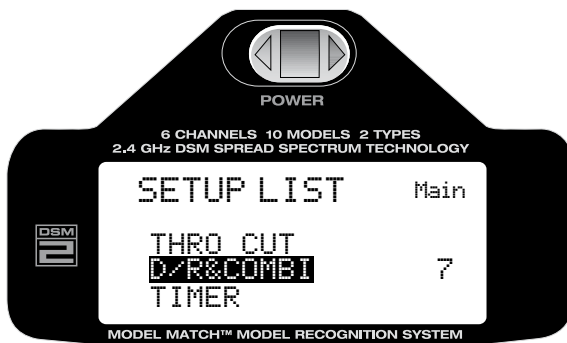 POWER
6 CHANNELS 10 MODELS 2 TYPES
2.4 GHz DSM SPREAD SPECTRUM TECHNOLOGY
SETUP LIST Main
DSM
2
THRO CUT
D/R&COMBI 7
TIMER
MODEL MATCH™ MODEL RECOGNITION SYSTEM